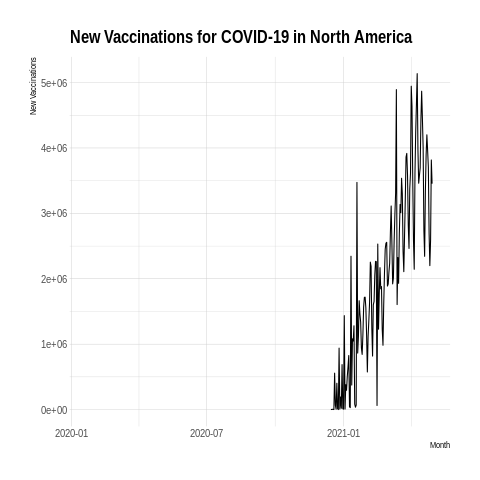 New Vaccinations for COVID-19 in North America
New Vaccinations
5e+06
4e+06
3e+06
2e+06
1e+06
0e+00
2020-01 2020-07 2021-01
Month